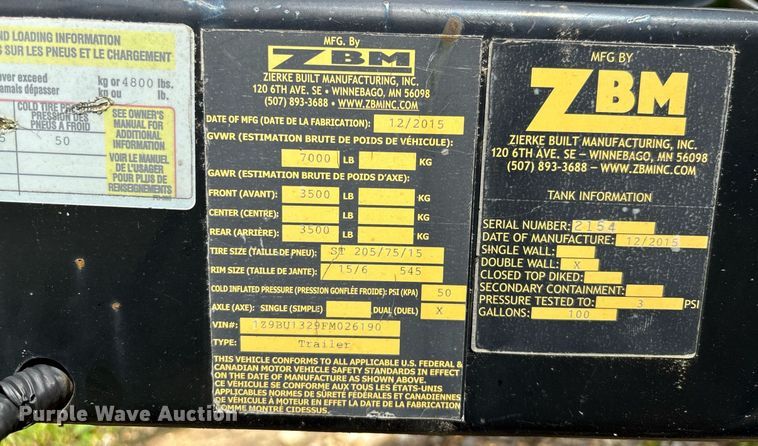 ND LOADING INFORMATION
S SUR LES PNEUS ET LE CHARGEMENT
ever exceed
amais dépasser
kg or 4800 lbs.
kg ou lb.
COLD TIRE
PRESSION DES
PNEUS A FROID
50
SEE OWNER'S
MANUAL FOR
ADDITIONAL
INFORMATION
VOIR LE MANUEL
DE L'USAGER
POUR PLUS DE
RENSEIGNEMENTS
MFG. By
ZBM
ZIERKE BUILT MANUFACTURING, INC.
120 6TH AVE. SE • WINNEBAGO, MN 56098
(507) 893-3688 • WWW.ZBMINC.COM
DATE OF MFG (DATE DE LA FABRICATION): 12/2015
GVWR (ESTIMATION BRUTE DE POIDS DE VÉHICULE):
7000 LB KG
GAWR (ESTIMATION BRUTE DE POIDS D'AXE):
FRONT (AVANT): 3500 LB KG
CENTER (CENTRE): LB KG
REAR (ARRIÈRE): 3500 LB KG
TIRE SIZE (TAILLE DE PNEU): ST 205/75/15
RIM SIZE (TAILLE DE JANTE): 15/6 545
COLD INFLATED PRESSURE (PRESSION GONFLÉE FROIDE): PSI (KPA) 50
AXLE (AXE): SINGLE (SIMPLE) DUAL (DUEL) X
VIN#: 1Z9BU1329FM026190
TYPE: Trailer
THIS VEHICLE CONFORMS TO ALL APPLICABLE U.S. FEDERAL &
CANADIAN MOTOR VEHICLE SAFETY STANDARDS IN EFFECT
ON THE DATE OF MANUFACTURE AS SHOWN ABOVE.
CE VÉHICULE SE CONFORME AUX TOUS LES ÉTATS-UNIS
APPLICABLES NORMES DE SÛRETÉ FÉDÉRALES ET CANADIENNES
DE VÉHICULE À MOTEUR EN EFFET LA DATE DE LA FABRICATION
COMME MONTRÉ CIDESSUS.
MFG BY
ZBM
ZIERKE BUILT MANUFACTURING, INC.
120 6TH AVE. SE – WINNEBAGO, MN 56098
(507) 893-3688 – WWW.ZBMINC.COM
TANK INFORMATION
SERIAL NUMBER: 2154
DATE OF MANUFACTURE: 12/2015
SINGLE WALL:
DOUBLE WALL: X
CLOSED TOP DIKED:
SECONDARY CONTAINMENT:
PRESSURE TESTED TO: 3 PSI
GALLONS: 100
Purple Wave Auction